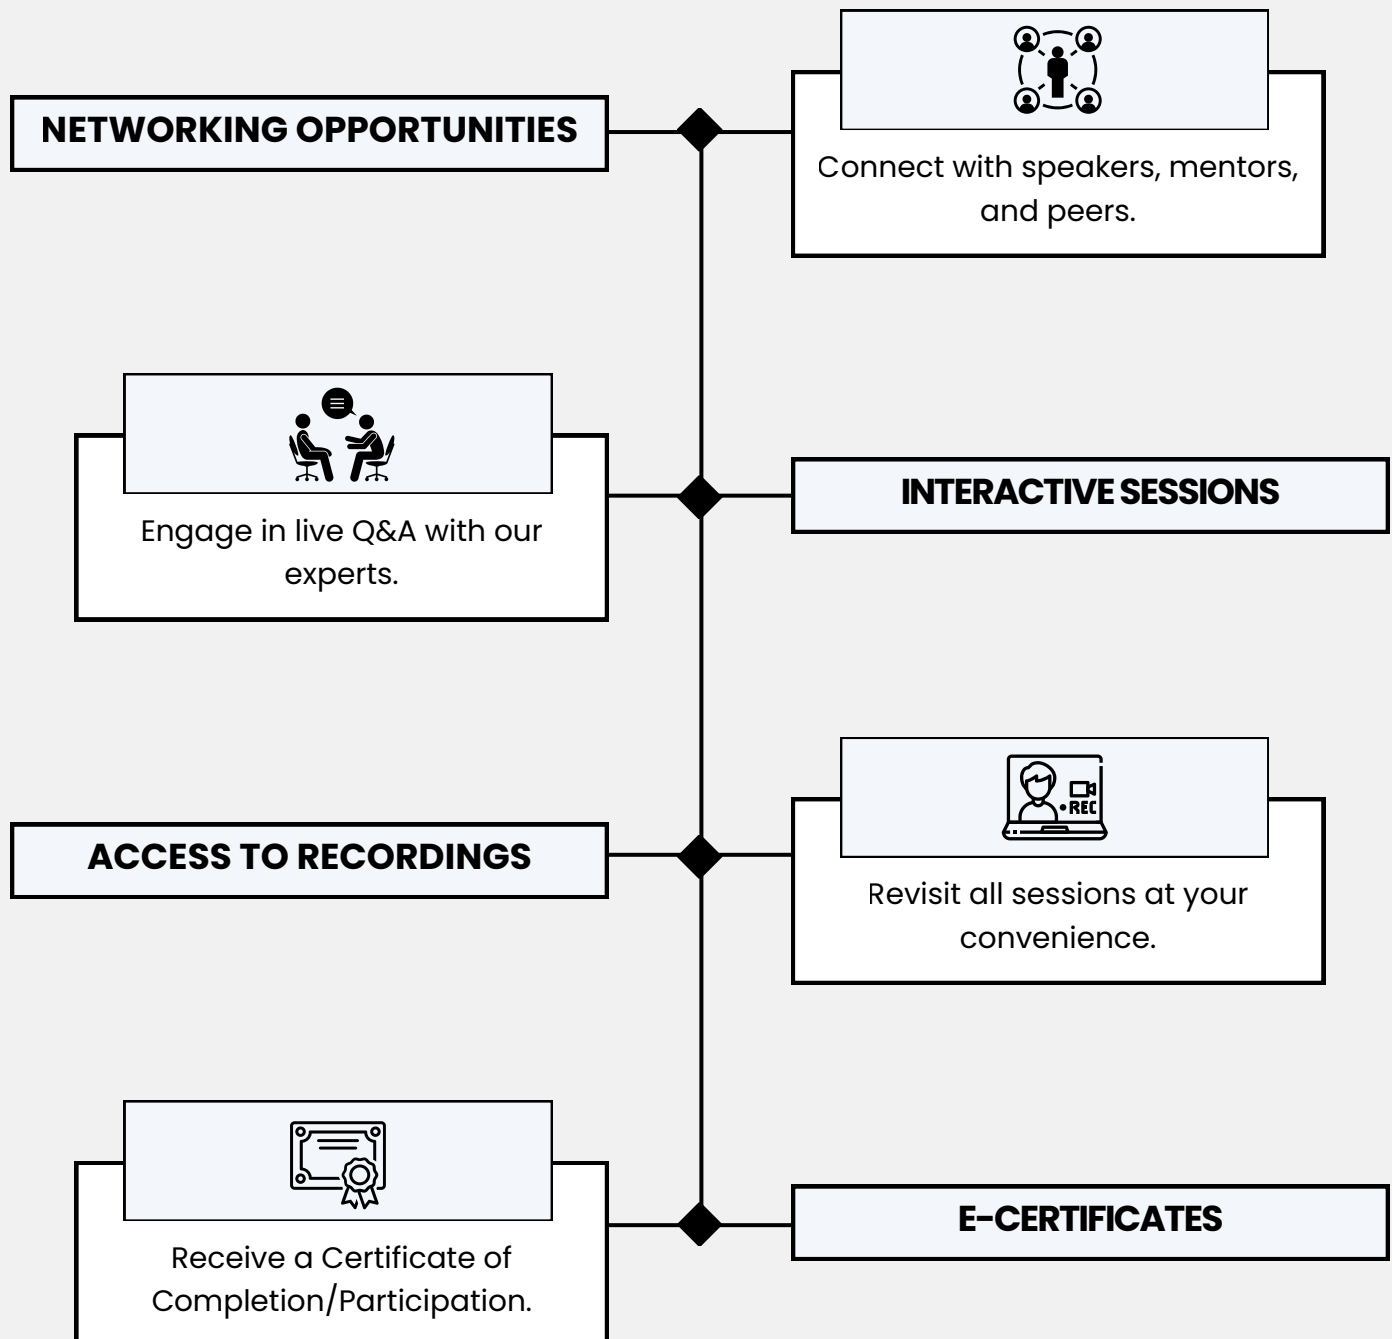 NETWORKING OPPORTUNITIES
Connect with speakers, mentors,
and peers.
Engage in live Q&A with our
experts.
INTERACTIVE SESSIONS
ACCESS TO RECORDINGS
REC
Revisit all sessions at your
convenience.
Receive a Certificate of
Completion/Participation.
E-CERTIFICATES